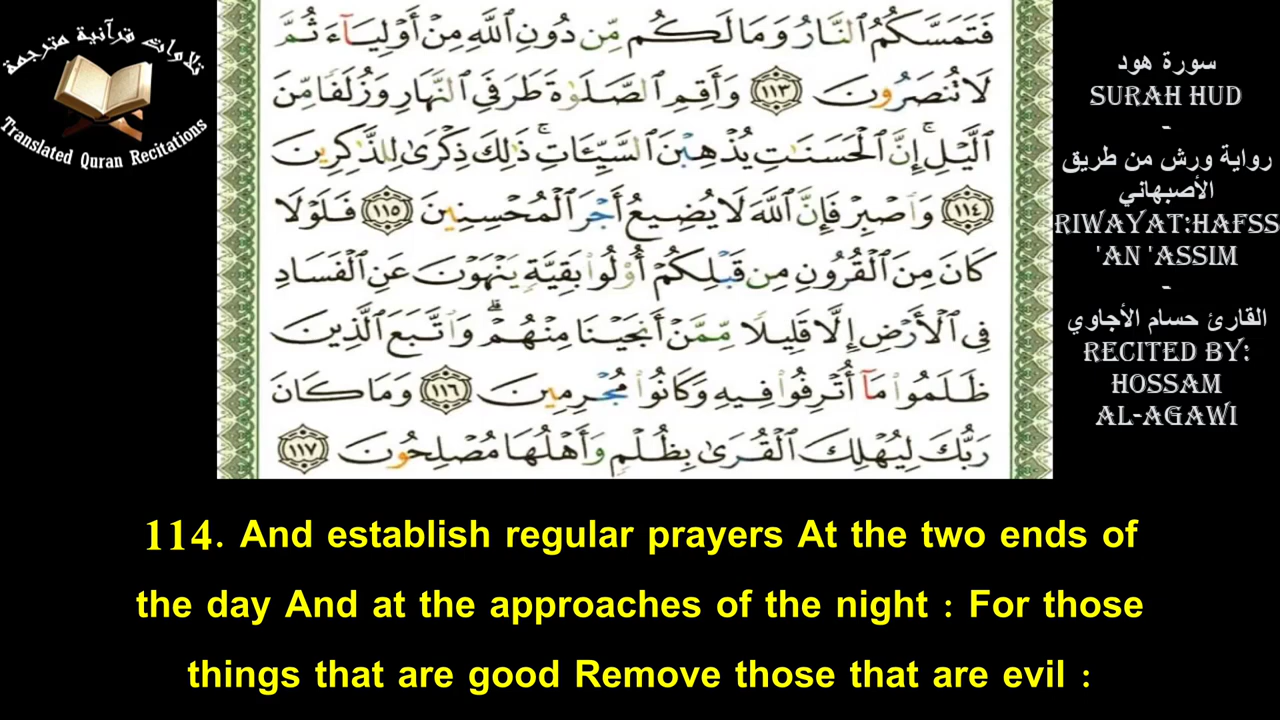 تلاوات قرآنية مترجمة
Translated Quran Recitations
فَتَمَسَّكُمُ ٱلنَّارُ وَمَا لَكُم مِّن دُونِ ٱللَّهِ مِنْ أَوْلِيَآءَ ثُمَّ
لَا تُنصَرُونَ ١١٣ وَأَقِمِ ٱلصَّلَوٰةَ طَرَفَىِ ٱلنَّهَارِ وَزُلَفًا مِّنَ
ٱلَّيْلِ ۚ إِنَّ ٱلْحَسَنَٰتِ يُذْهِبْنَ ٱلسَّيِّـَٔاتِ ۚ ذَٰلِكَ ذِكْرَىٰ لِلذَّٰكِرِينَ
١١٤ وَٱصْبِرْ فَإِنَّ ٱللَّهَ لَا يُضِيعُ أَجْرَ ٱلْمُحْسِنِينَ ١١٥ فَلَوْلَا
كَانَ مِنَ ٱلْقُرُونِ مِن قَبْلِكُمْ أُو۟لُوا۟ بَقِيَّةٍ يَنْهَوْنَ عَنِ ٱلْفَسَادِ
فِى ٱلْأَرْضِ إِلَّا قَلِيلًا مِّمَّنْ أَنجَيْنَا مِنْهُمْ ۗ وَٱتَّبَعَ ٱلَّذِينَ
ظَلَمُوا۟ مَآ أُتْرِفُوا۟ فِيهِ وَكَانُوا۟ مُجْرِمِينَ ١١٦ وَمَا كَانَ
رَبُّكَ لِيُهْلِكَ ٱلْقُرَىٰ بِظُلْمٍ وَأَهْلُهَا مُصْلِحُونَ ١١٧
سورة هود
SURAH HUD
-
رواية ورش من طريق
الأصبهاني
RIWAYAT:HAFSS
'AN 'ASSIM
-
القارئ حسام الأجاوي
RECITED BY:
HOSSAM
AL-AGAWI
114. And establish regular prayers At the two ends of
the day And at the approaches of the night : For those
things that are good Remove those that are evil :